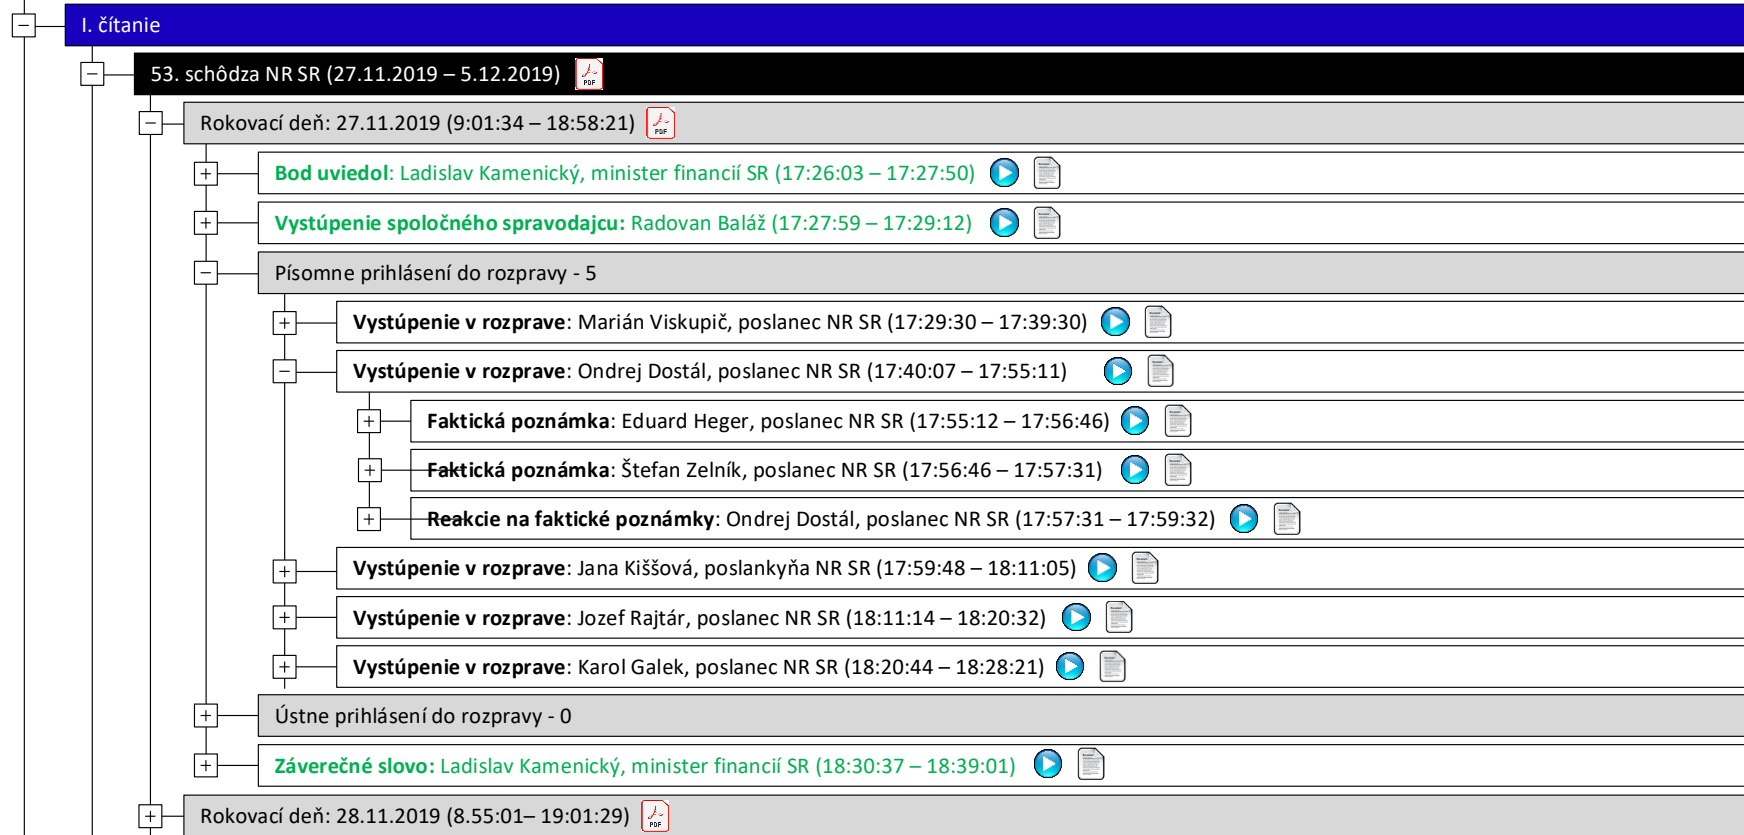 I. čítanie
53. schôdza NR SR (27.11.2019 – 5.12.2019)
Rokovací deň: 27.11.2019 (9:01:34 – 18:58:21)
Bod uviedol: Ladislav Kamenický, minister financií SR (17:26:03 – 17:27:50)
Vystúpenie spoločného spravodajcu: Radovan Baláž (17:27:59 – 17:29:12)
Písomne prihlásení do rozpravy - 5
Vystúpenie v rozprave: Marián Viskupič, poslanec NR SR (17:29:30 – 17:39:30)
Vystúpenie v rozprave: Ondrej Dostál, poslanec NR SR (17:40:07 – 17:55:11)
Faktická poznámka: Eduard Heger, poslanec NR SR (17:55:12 – 17:56:46)
Faktická poznámka: Štefan Zelník, poslanec NR SR (17:56:46 – 17:57:31)
Reakcie na faktické poznámky: Ondrej Dostál, poslanec NR SR (17:57:31 – 17:59:32)
Vystúpenie v rozprave: Jana Kiššová, poslankyňa NR SR (17:59:48 – 18:11:05)
Vystúpenie v rozprave: Jozef Rajtár, poslanec NR SR (18:11:14 – 18:20:32)
Vystúpenie v rozprave: Karol Galek, poslanec NR SR (18:20:44 – 18:28:21)
Ústne prihlásení do rozpravy - 0
Záverečné slovo: Ladislav Kamenický, minister financií SR (18:30:37 – 18:39:01)
Rokovací deň: 28.11.2019 (8.55:01– 19:01:29)